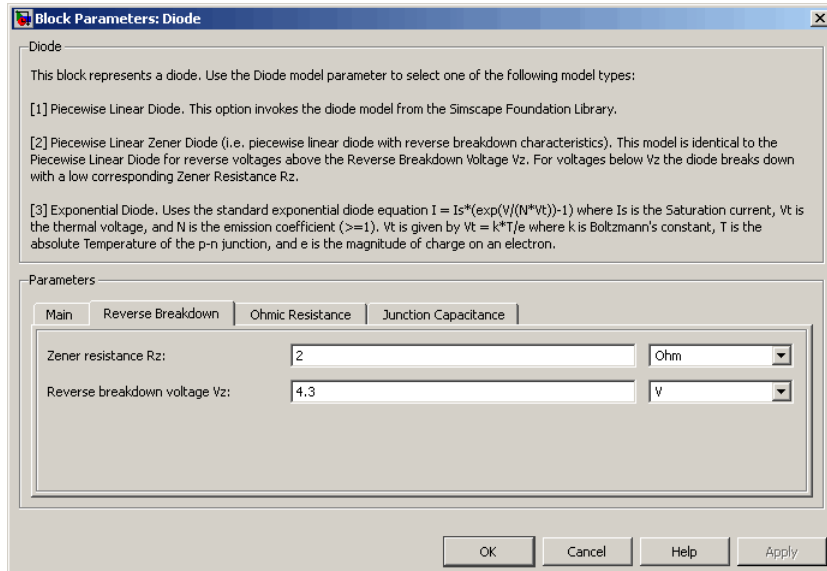 Block Parameters: Diode
Diode
This block represents a diode. Use the Diode model parameter to select one of the following model types:
[1] Piecewise Linear Diode. This option invokes the diode model from the Simscape Foundation Library.
[2] Piecewise Linear Zener Diode (i.e. piecewise linear diode with reverse breakdown characteristics). This model is identical to the
Piecewise Linear Diode for reverse voltages above the Reverse Breakdown Voltage Vz. For voltages below Vz the diode breaks down
with a low corresponding Zener Resistance Rz.
[3] Exponential Diode. Uses the standard exponential diode equation I = Is*(exp(V/(N*Vt))-1) where Is is the Saturation current, Vt is
the thermal voltage, and N is the emission coefficient (>=1). Vt is given by Vt = k*T/e where k is Boltzmann's constant, T is the
absolute Temperature of the p-n junction, and e is the magnitude of charge on an electron.
Parameters
Main Reverse Breakdown Ohmic Resistance Junction Capacitance
Zener resistance Rz: 2 Ohm
Reverse breakdown voltage Vz: 4.3 V
OK Cancel Help Apply